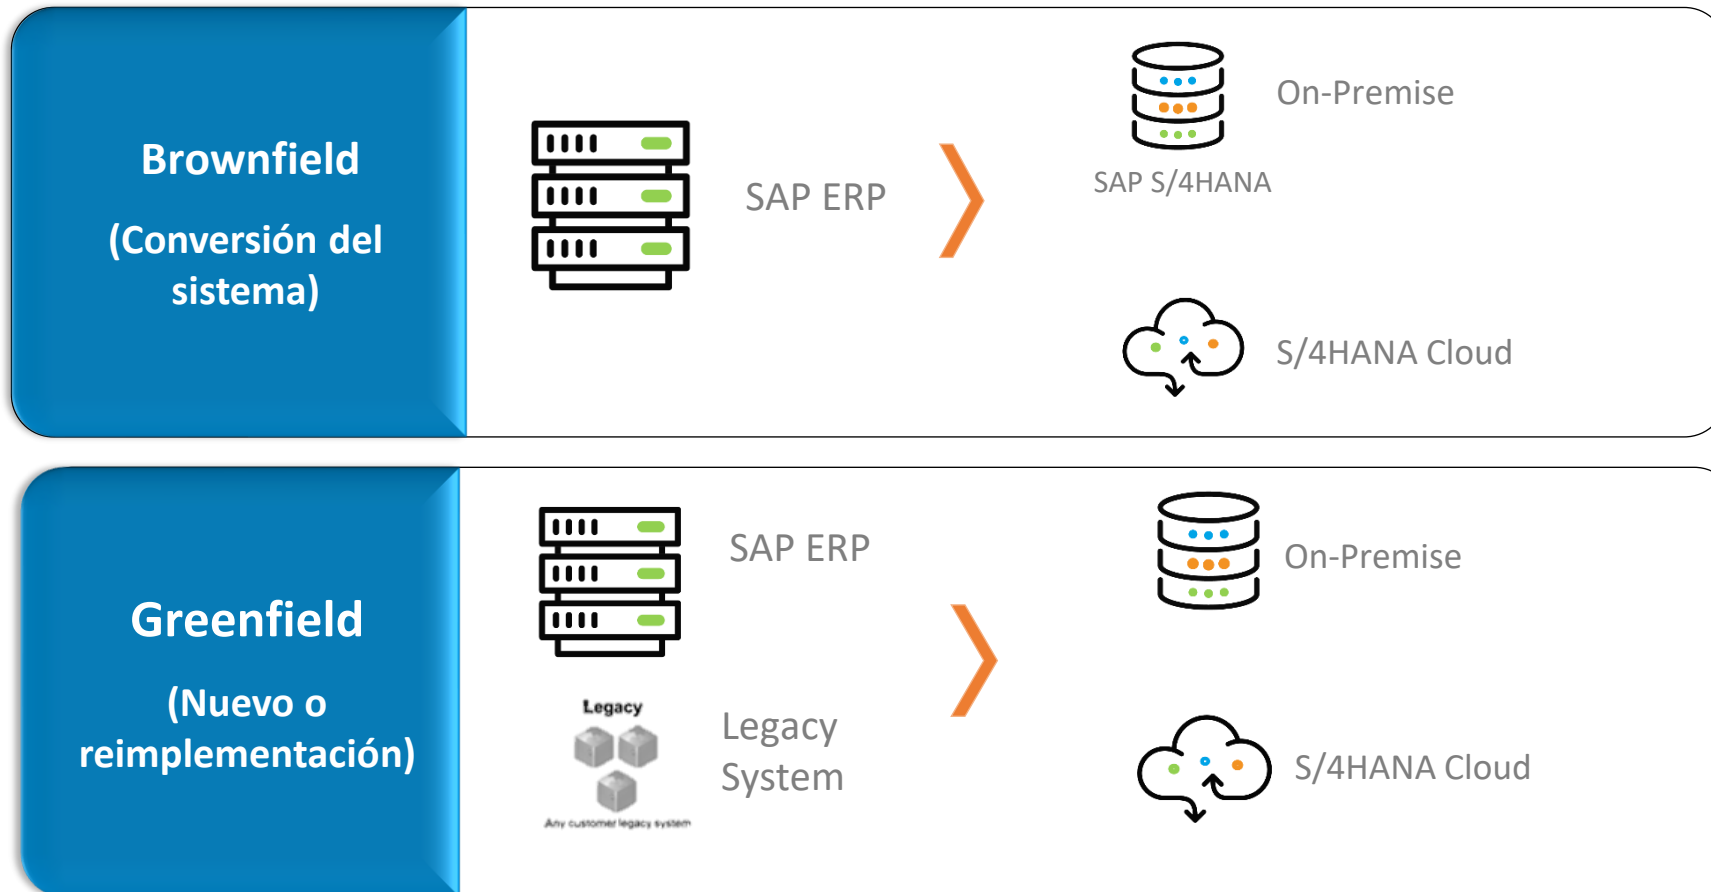 Brownfield
(Conversión del
sistema)
SAP ERP
On-Premise
SAP S/4HANA
S/4HANA Cloud
Greenfield
(Nuevo o
reimplementación)
SAP ERP
Legacy
Any customer legacy system
Legacy
System
On-Premise
S/4HANA Cloud